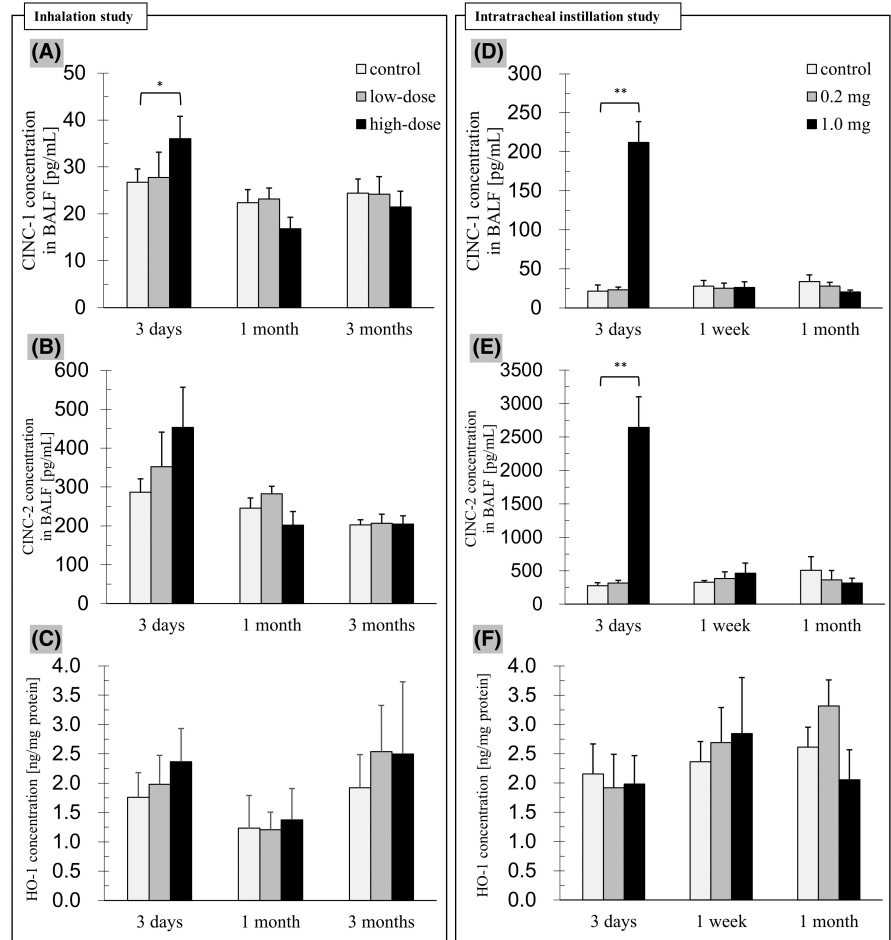 Inhalation study
(A)
CINC-1 concentration
in BALF [pg/mL]
50
40
30
20
10
0
*
control
low-dose
high-dose
3 days 1 month 3 months
(B)
CINC-2 concentration
in BALF [pg/mL]
600
500
400
300
200
100
0
3 days 1 month 3 months
(C)
HO-1 concentration [ng/mg protein]
4.0
3.5
3.0
2.5
2.0
1.5
1.0
0.5
0.0
3 days 1 month 3 months
Intratracheal instillation study
(D)
CINC-1 concentration
in BALF [pg/mL]
300
250
200
150
100
50
0
**
control
0.2 mg
1.0 mg
3 days 1 week 1 month
(E)
CINC-2 concentration
in BALF [pg/mL]
3500
3000
2500
2000
1500
1000
500
0
**
3 days 1 week 1 month
(F)
HO-1 concentration [ng/mg protein]
4.0
3.5
3.0
2.5
2.0
1.5
1.0
0.5
0.0
3 days 1 week 1 month